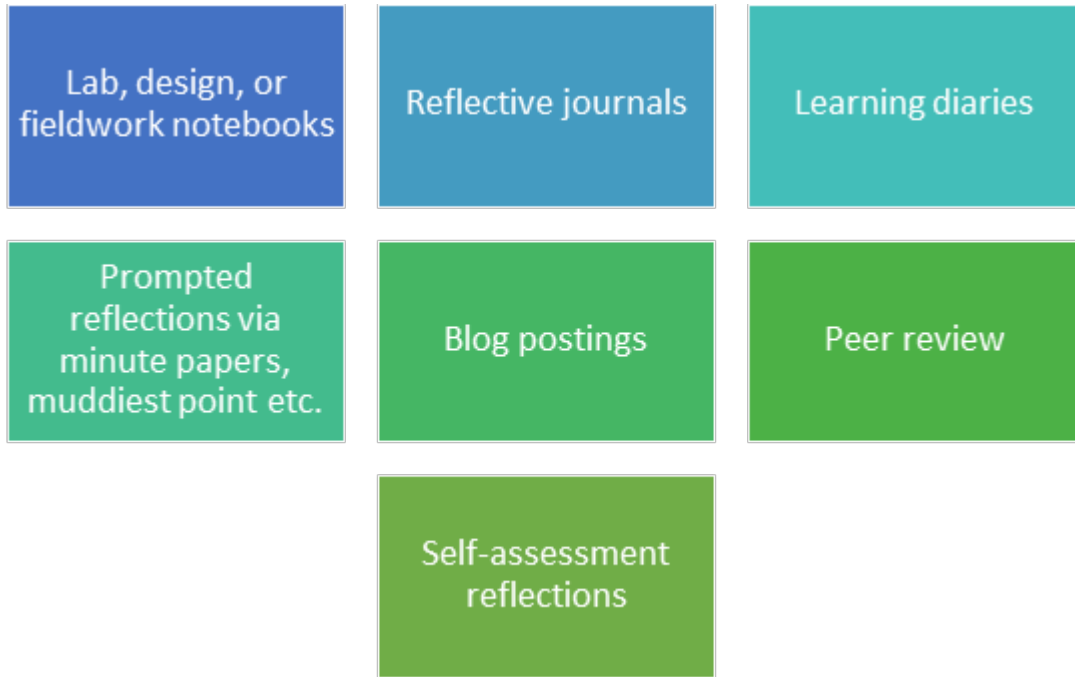 Lab, design, or
fieldwork notebooks
Reflective journals
Learning diaries
Prompted
reflections via
minute papers,
muddiest point etc.
Blog postings
Peer review
Self-assessment
reflections